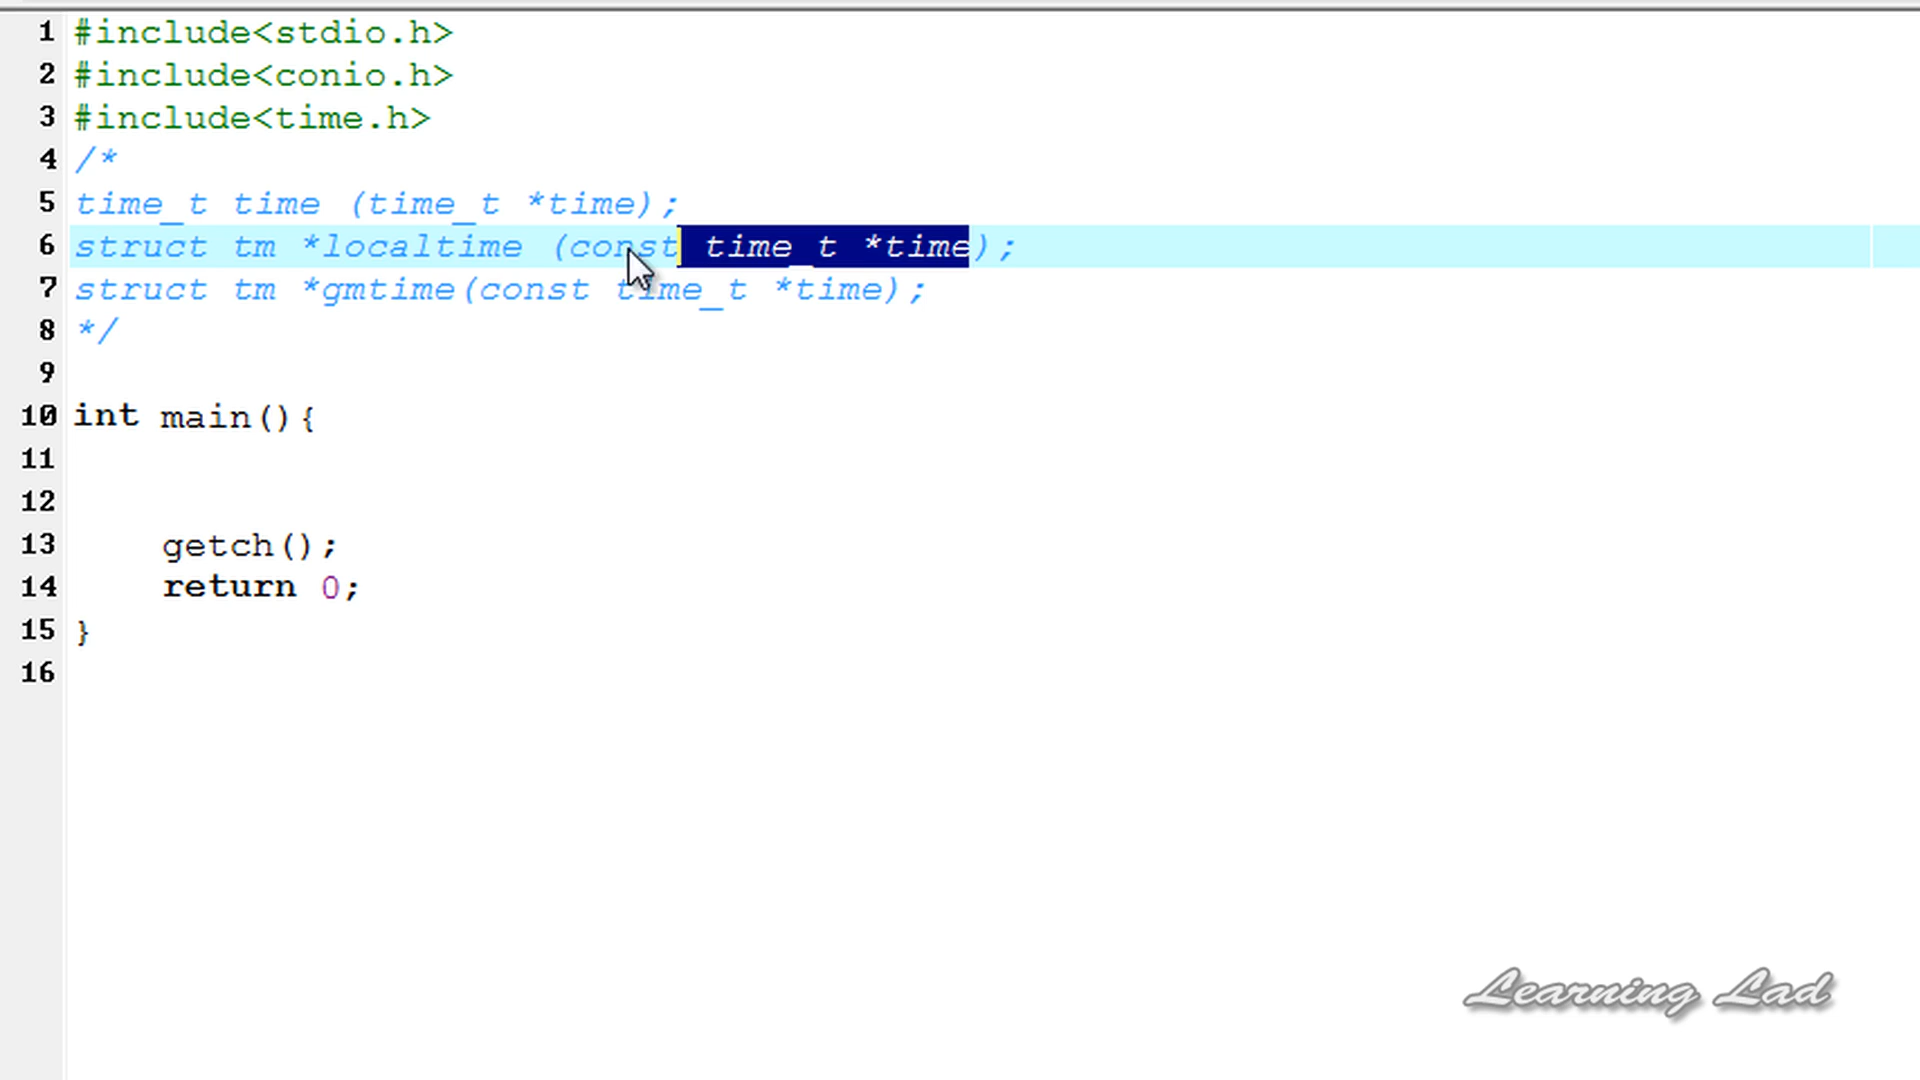 1 #include<stdio.h>
2 #include<conio.h>
3 #include<time.h>
4 /*
5 time_t time (time_t *time);
6 struct tm *localtime (const time_t *time);
7 struct tm *gmtime(const time_t *time);
8 */
9
10 int main(){
11
12
13     getch();
14     return 0;
15 }
16
Learning Lad